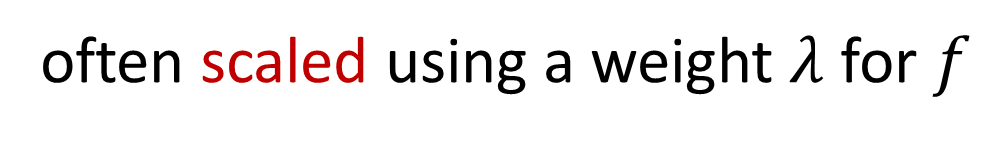 often scaled using a weight λ for f